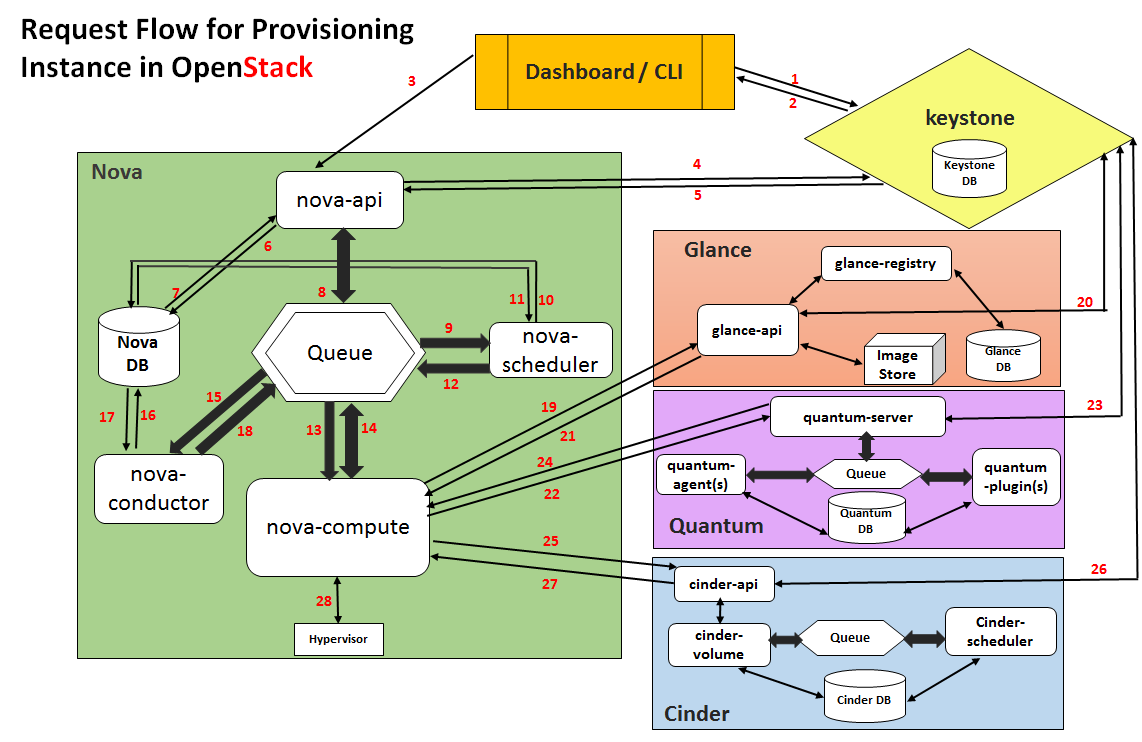 Request Flow for Provisioning
Instance in OpenStack
Dashboard / CLI
1
2
3
keystone
Keystone
DB
Nova
nova-api
4
5
6
7
8
Nova
DB
Queue
9
10
11
12
nova-
scheduler
13
14
15
16
17
18
nova-
conductor
nova-compute
19
21
24
22
25
27
28
Hypervisor
Glance
glance-registry
glance-api
20
Image
Store
Glance
DB
quantum-server
23
quantum-
agent(s)
Queue
quantum
-plugin(s)
Quantum
DB
Quantum
cinder-api
26
cinder-
volume
Queue
Cinder-
scheduler
Cinder DB
Cinder